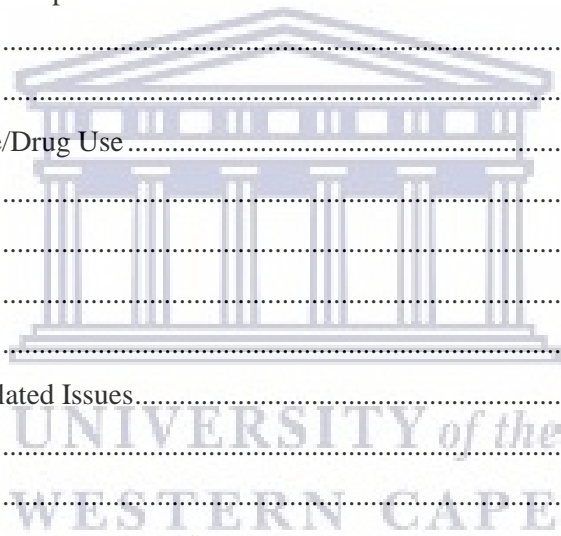 ................................................................
................................................................
e/Drug Use ................................................................
................................................................
................................................................
................................................................
................................................................
lated Issues................................................................
UNIVERSITY of the
................................................................
WESTERN CAPE
................................................................